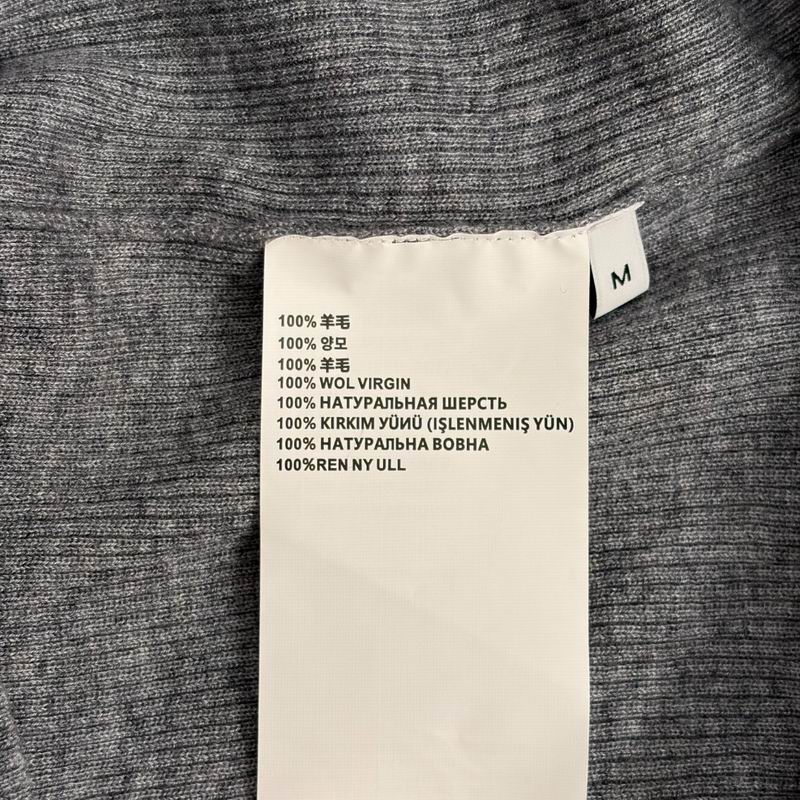 M
100% 羊毛
100% 양모
100% 羊毛
100% WOL VIRGIN
100% НАТУРАЛЬНАЯ ШЕРСТЬ
100% KIRKIM YÜИÜ (IŞLENMENIŞ YÜN)
100% НАТУРАЛЬНА ВОВНА
100%REN NY ULL